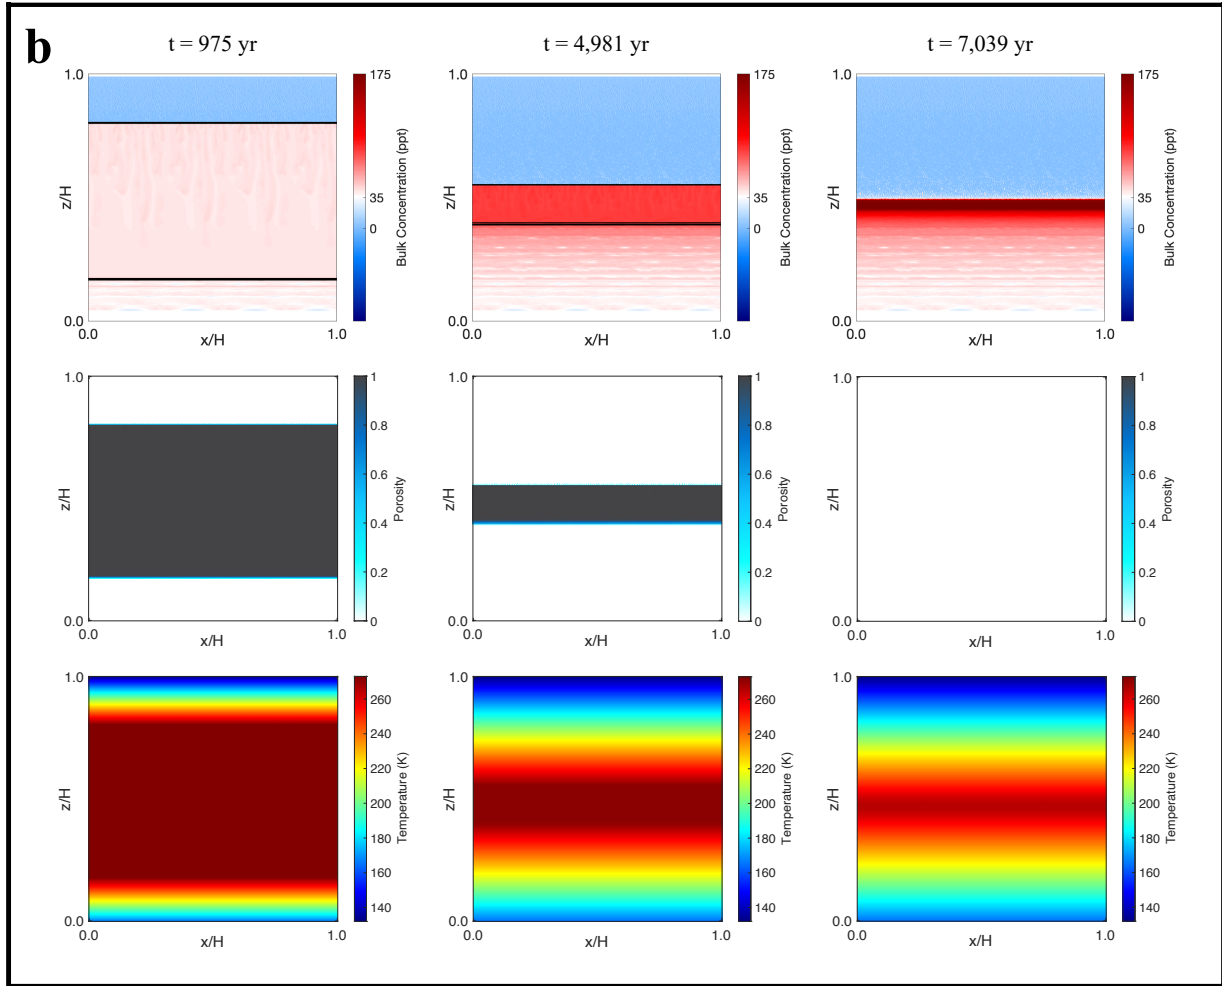 b
t = 975 yr
t = 4,981 yr
t = 7,039 yr
1.0
z/H
0.0
0.0
x/H
1.0
175
35
0
Bulk Concentration (ppt)
1.0
z/H
0.0
0.0
x/H
1.0
175
35
0
Bulk Concentration (ppt)
1.0
z/H
0.0
0.0
x/H
1.0
175
35
0
Bulk Concentration (ppt)
1.0
z/H
0.0
0.0
x/H
1.0
1
0.8
0.6
0.4
0.2
0
Porosity
1.0
z/H
0.0
0.0
x/H
1.0
1
0.8
0.6
0.4
0.2
0
Porosity
1.0
z/H
0.0
0.0
x/H
1.0
1
0.8
0.6
0.4
0.2
0
Porosity
1.0
z/H
0.0
0.0
x/H
1.0
260
240
220
200
180
160
140
Temperature (K)
1.0
z/H
0.0
0.0
x/H
1.0
260
240
220
200
180
160
140
Temperature (K)
1.0
z/H
0.0
0.0
x/H
1.0
260
240
220
200
180
160
140
Temperature (K)